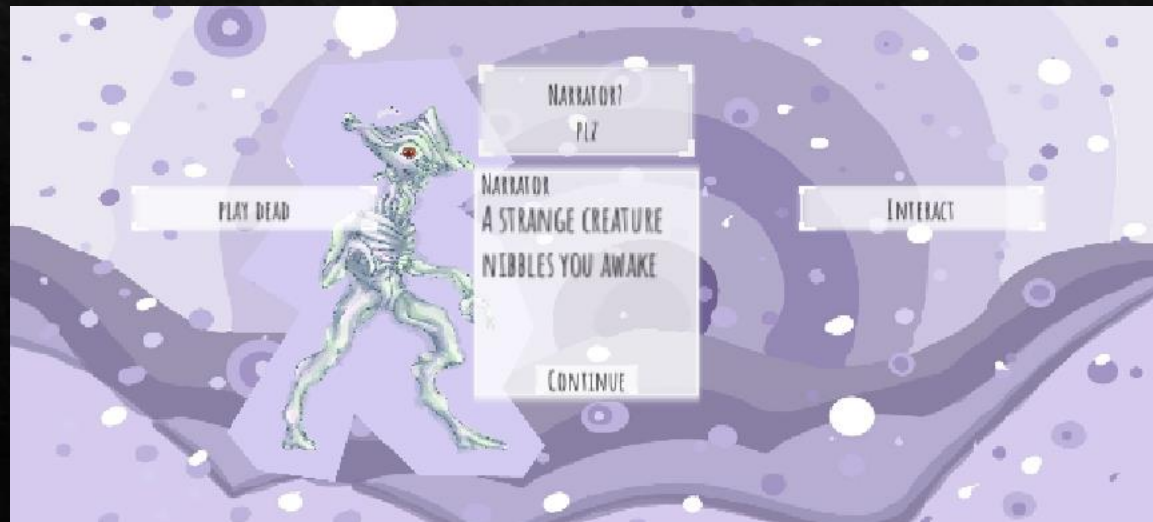 NARRATOR?
PLZ
PLAY DEAD
NARRATOR
A STRANGE CREATURE
NIBBLES YOU AWAKE
INTERACT
CONTINUE